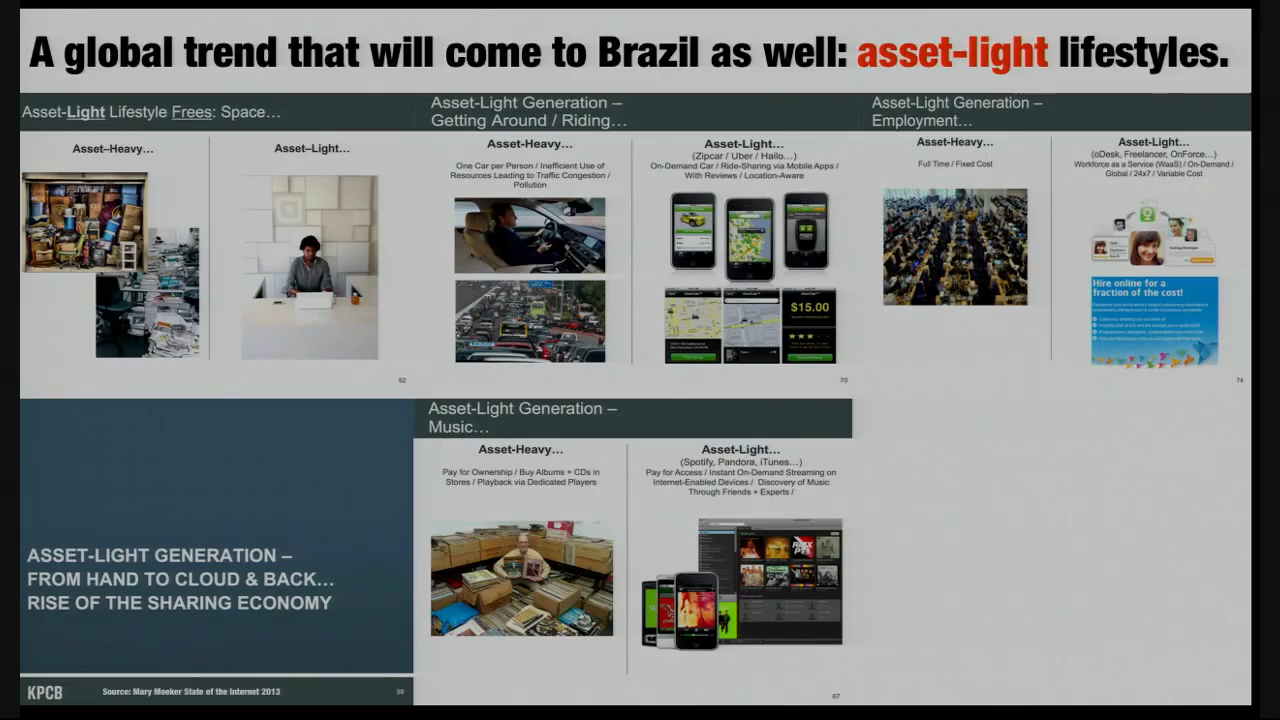 A global trend that will come to Brazil as well: asset-light lifestyles.
Asset-Light Lifestyle Frees: Space…
Asset–Heavy…
Asset–Light…
62
Asset-Light Generation –
Getting Around / Riding…
Asset-Heavy…
One Car per Person / Inefficient Use of
Resources Leading to Traffic Congestion /
Pollution
Asset-Light…
(Zipcar / Uber / Hailo…)
On-Demand Car / Ride-Sharing via Mobile Apps /
With Reviews / Location-Aware
$15.00
70
Asset-Light Generation –
Employment…
Asset-Heavy…
Full Time / Fixed Cost
Asset-Light…
(oDesk, Freelancer, OnForce…)
Workforce as a Service (WaaS) / On-Demand /
Global / 24x7 / Variable Cost
Hire online for a
fraction of the cost!
74
ASSET-LIGHT GENERATION –
FROM HAND TO CLOUD & BACK…
RISE OF THE SHARING ECONOMY
KPCB
Source: Mary Meeker State of the Internet 2013
59
Asset-Light Generation –
Music…
Asset-Heavy…
Pay for Ownership / Buy Albums + CDs in
Stores / Playback via Dedicated Players
Asset-Light…
(Spotify, Pandora, iTunes…)
Pay for Access / Instant On-Demand Streaming on
Internet-Enabled Devices / Discovery of Music
Through Friends + Experts /
67